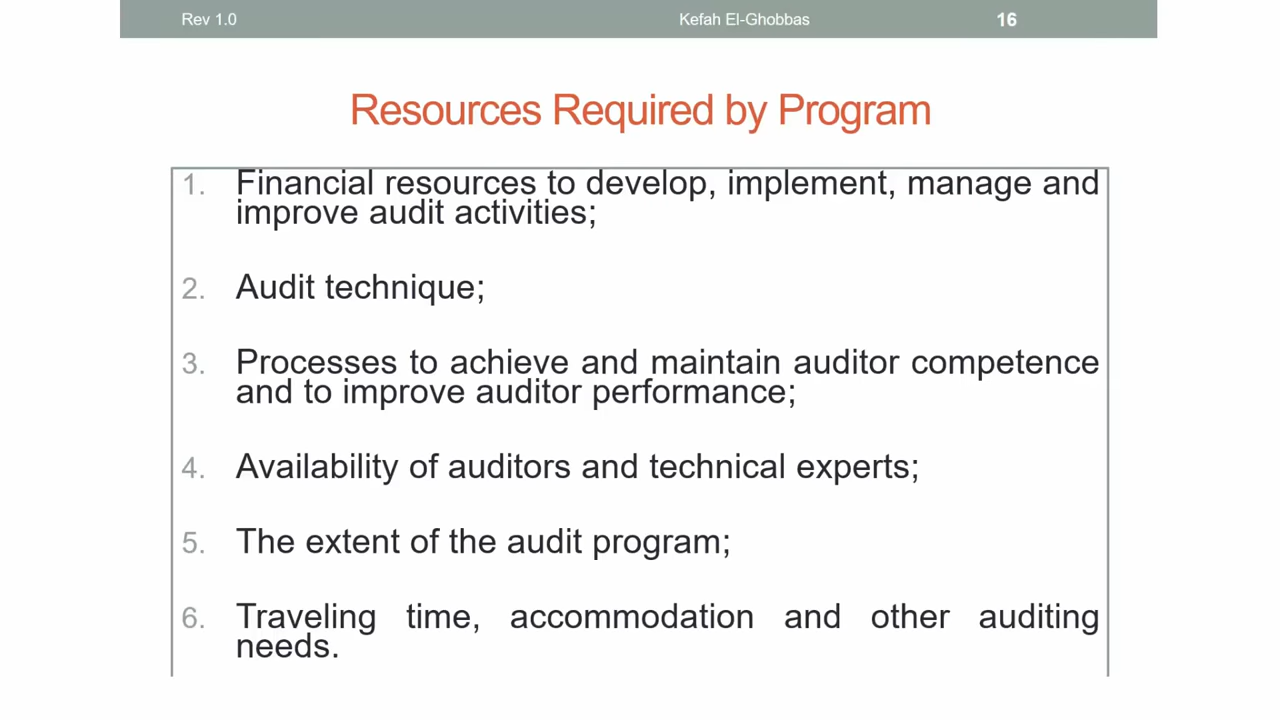 Rev 1.0 Kefah El-Ghobbas 16
Resources Required by Program
1. Financial resources to develop, implement, manage and
improve audit activities;
2. Audit technique;
3. Processes to achieve and maintain auditor competence
and to improve auditor performance;
4. Availability of auditors and technical experts;
5. The extent of the audit program;
6. Traveling time, accommodation and other auditing
needs.